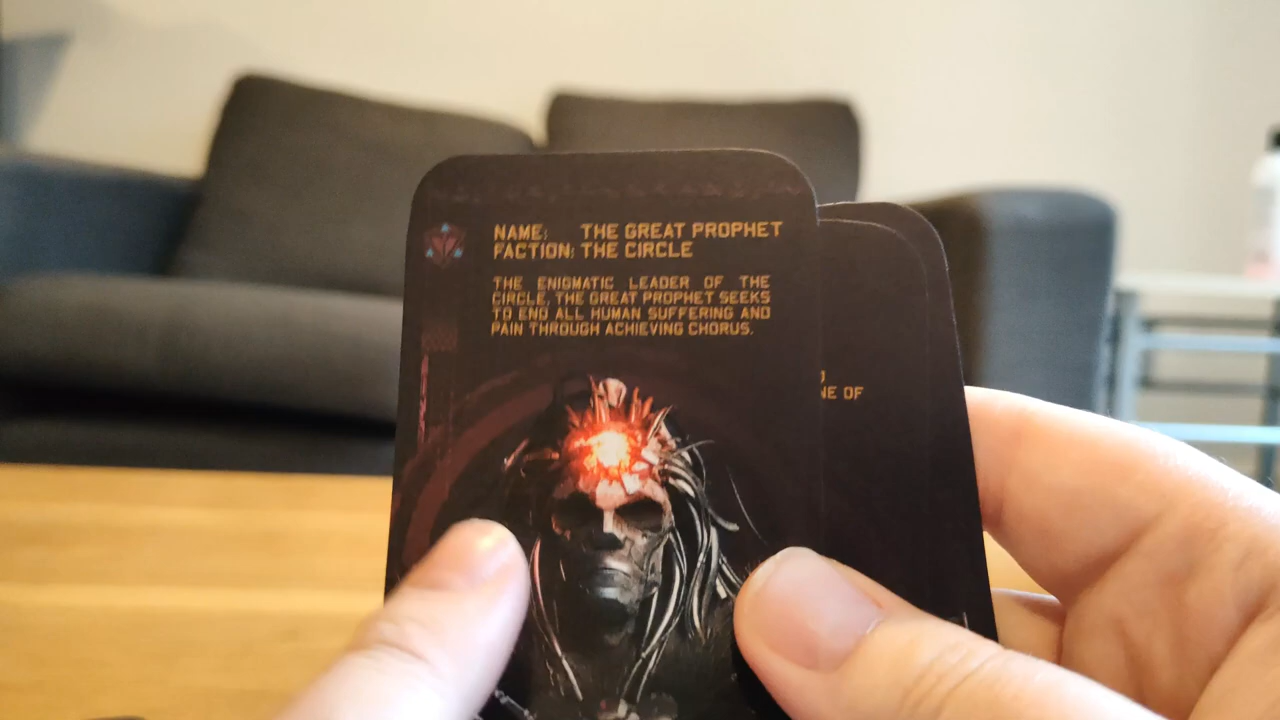 NAME: THE GREAT PROPHET
FACTION: THE CIRCLE
THE ENIGMATIC LEADER OF THE
CIRCLE, THE GREAT PROPHET SEEKS
TO END ALL HUMAN SUFFERING AND
PAIN THROUGH ACHIEVING CHORUS.
OF